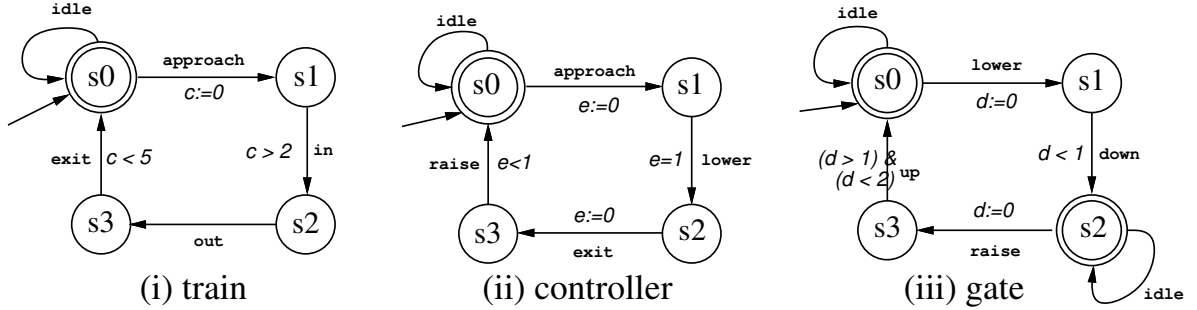 idle
s0
approach
c:=0
s1
exit
c < 5
c > 2
in
s3
out
s2
(i) train
idle
s0
approach
e:=0
s1
raise
e<1
e=1
lower
s3
e:=0
exit
s2
(ii) controller
idle
s0
lower
d:=0
s1
(d > 1) &
(d < 2)
up
d < 1
down
s3
d:=0
raise
s2
idle
(iii) gate